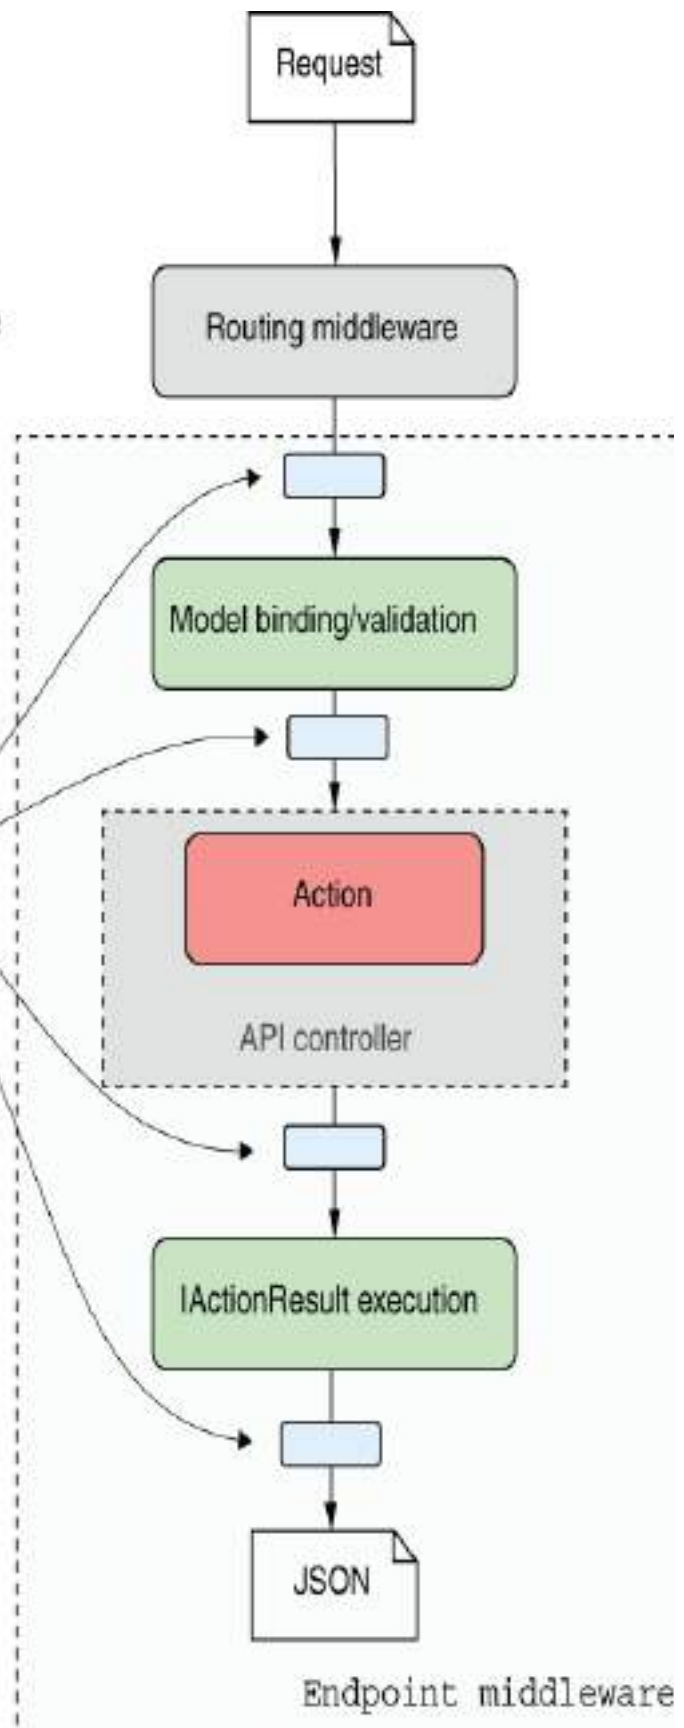 Request
Routing middleware
Model binding/validation
Action
API controller
IActionResult execution
JSON
Endpoint middleware